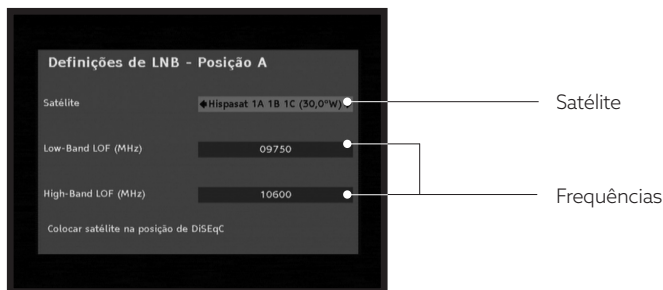 Definições de LNB - Posição A
Satélite
Hispasat 1A 1B 1C (30,0°W)
Satélite
Low-Band LOF (MHz)
09750
High-Band LOF (MHz)
10600
Frequências
Colocar satélite na posição de DiSEqC